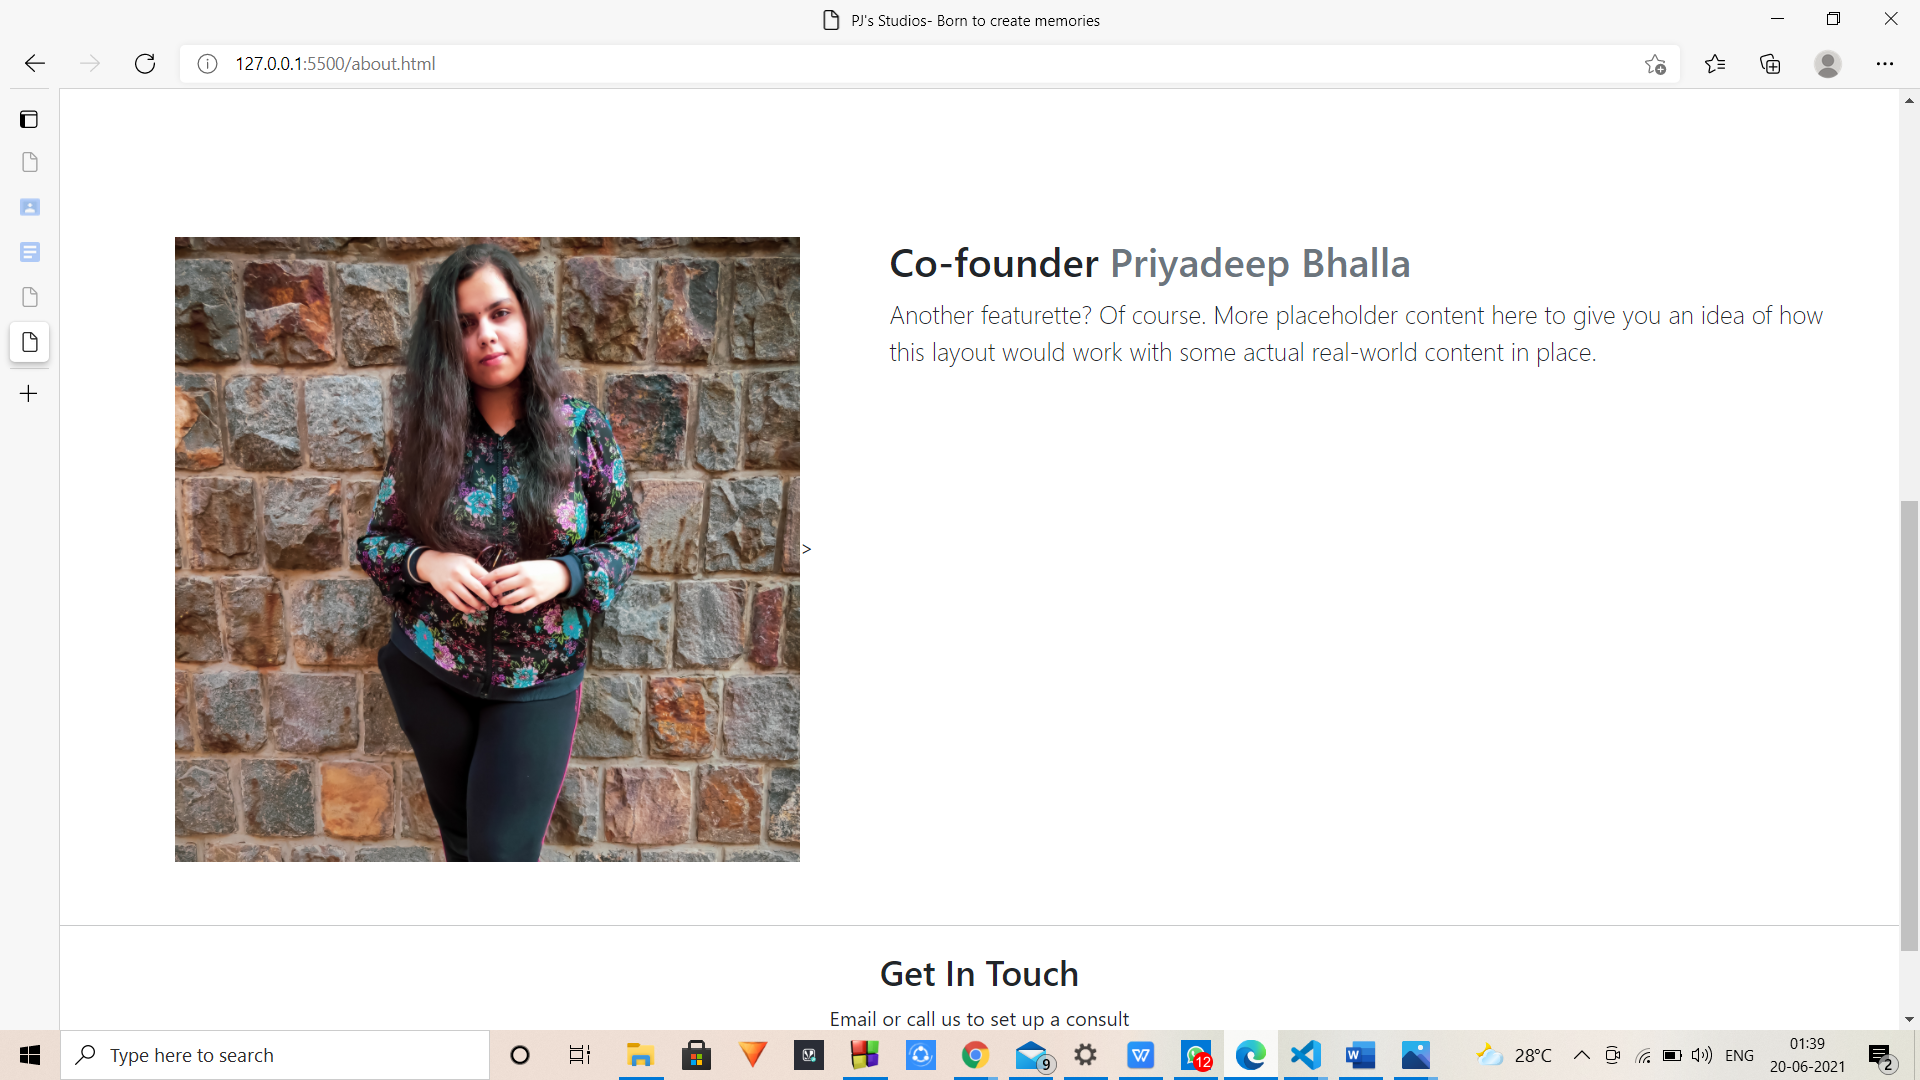 PJ's Studios- Born to create memories
127.0.0.1:5500/about.html
Co-founder Priyadeep Bhalla
Another featurette? Of course. More placeholder content here to give you an idea of how
this layout would work with some actual real-world content in place.
>
Get In Touch
Email or call us to set up a consult
Type here to search
9
12
28°C
ENG
01:39
20-06-2021
2